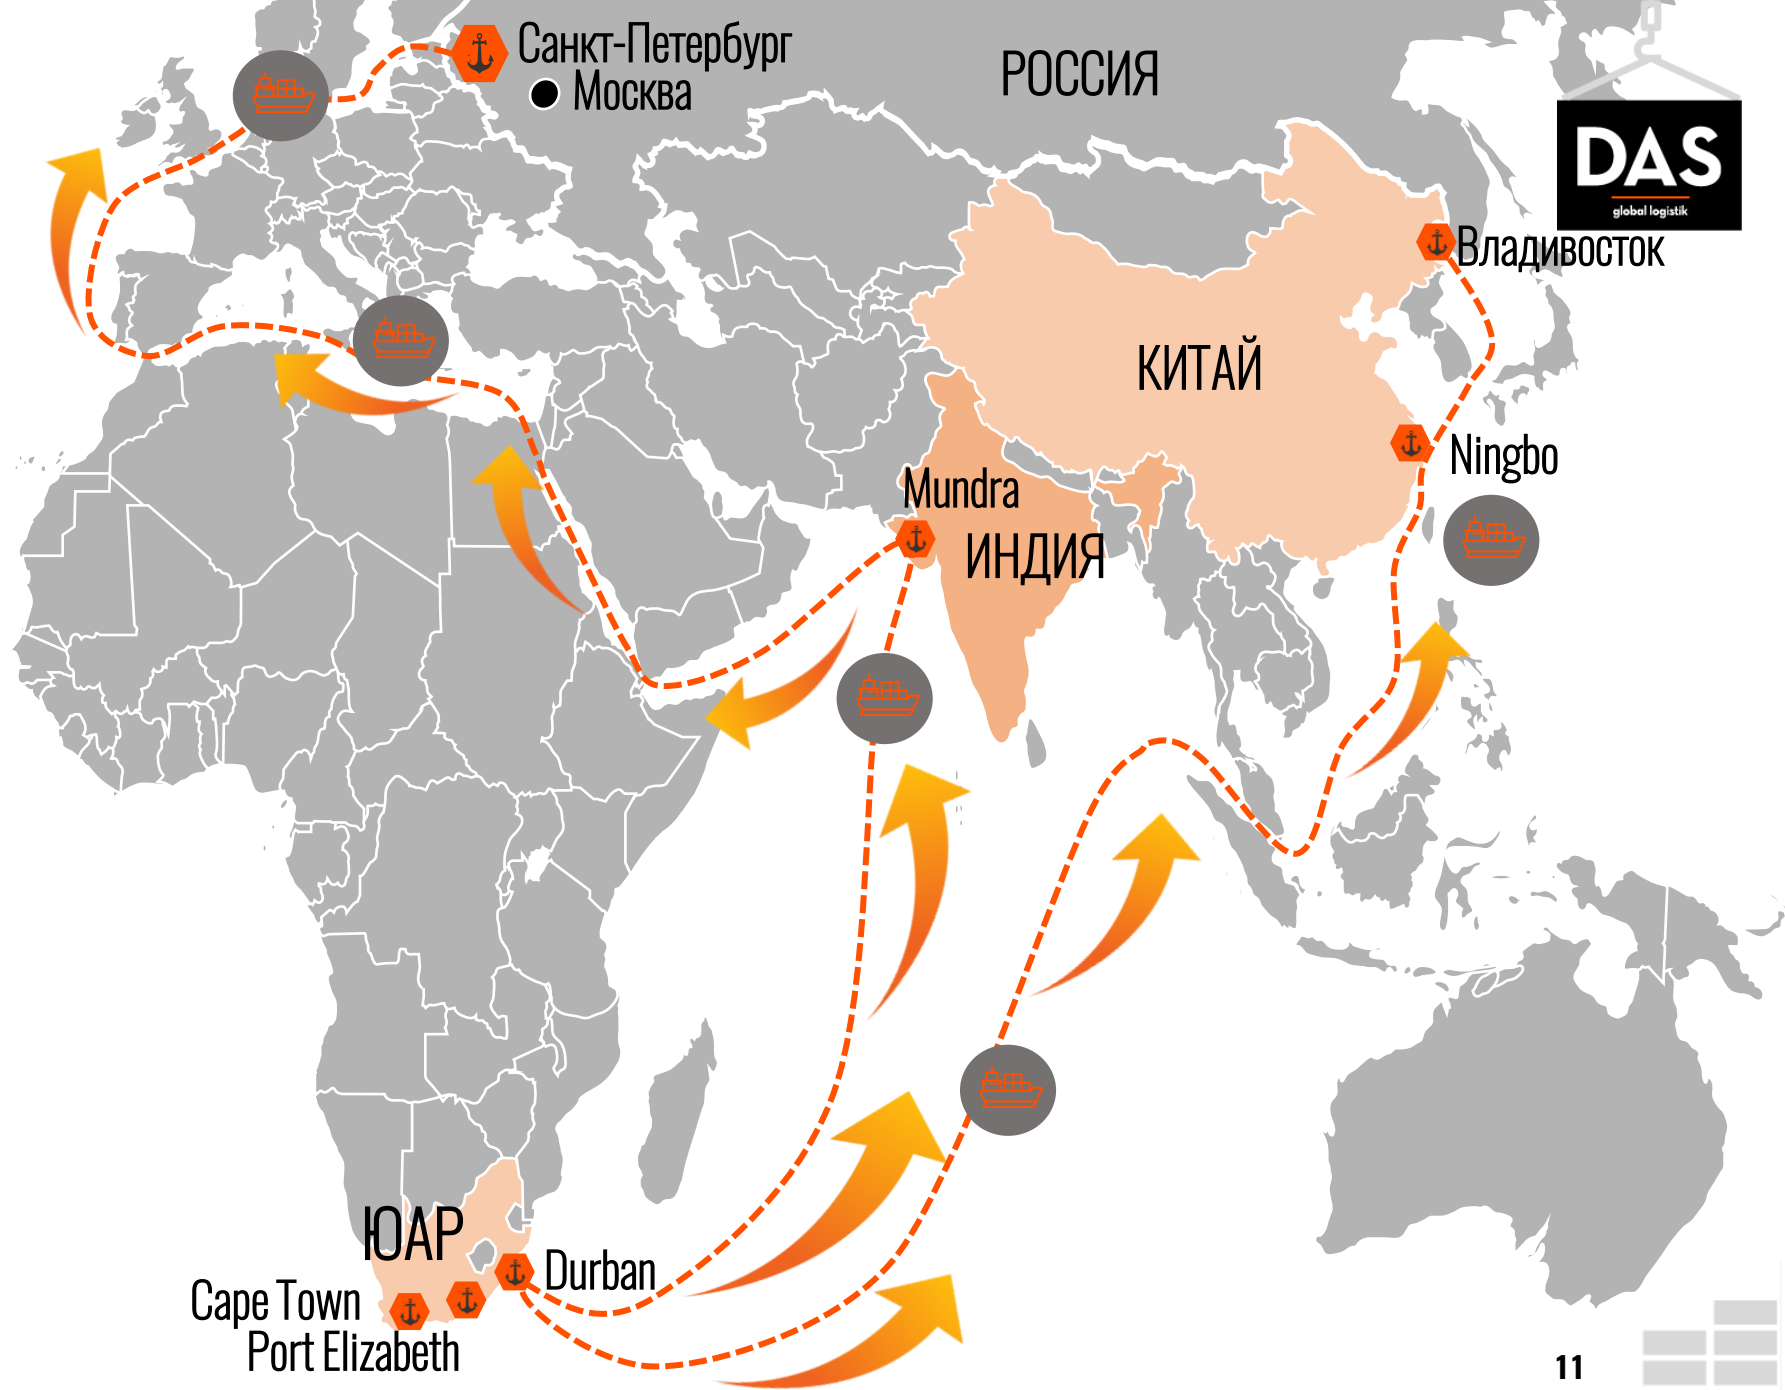 Санкт-Петербург
Москва
РОССИЯ
DAS
global logistik
Владивосток
КИТАЙ
Ningbo
Mundra
ИНДИЯ
ЮАР
Durban
Cape Town
Port Elizabeth
11